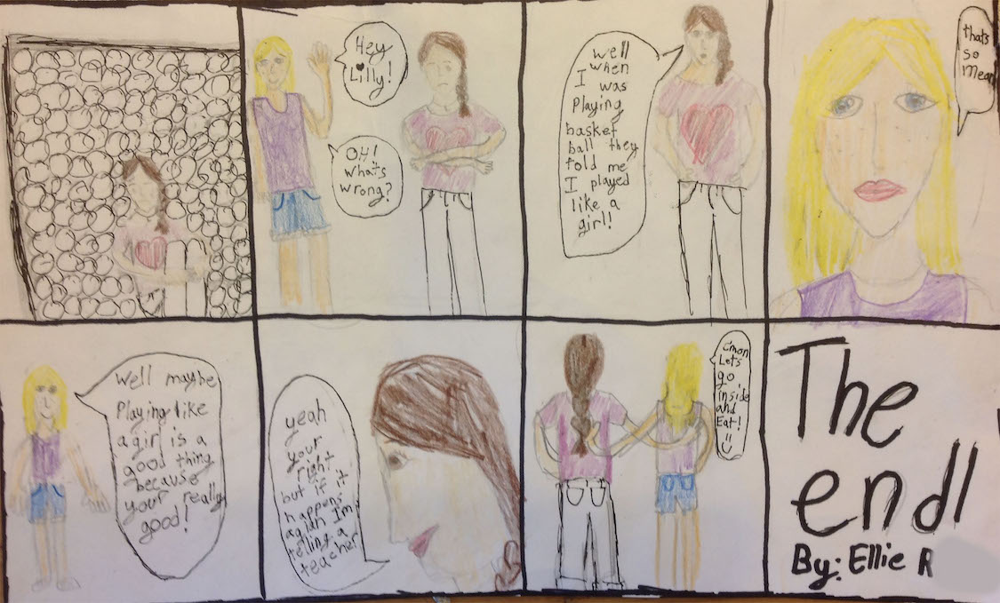 Hey
Lilly!
OH!
whats
wrong?
well
when
I was
Playing
basket
ball they
told me
I played
like a
girl!
thats
so
mean
Well maybe
Playing like
a girl is a
good thing
because
your really
good!
yeah
your
right
but if it
happens
again I'm
telling a
teacher
c'mon
Lets
go
inside
and
Eat!
The
end!
By: Ellie R